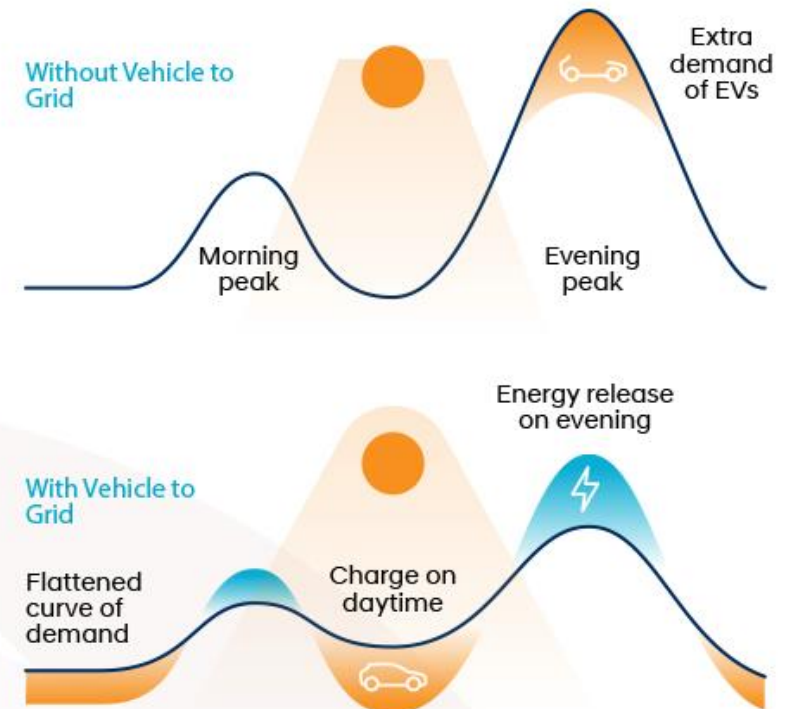 Without Vehicle to
Grid
Extra
demand
of EVs
Morning
peak
Evening
peak
Energy release
on evening
With Vehicle to
Grid
Flattened
curve of
demand
Charge on
daytime